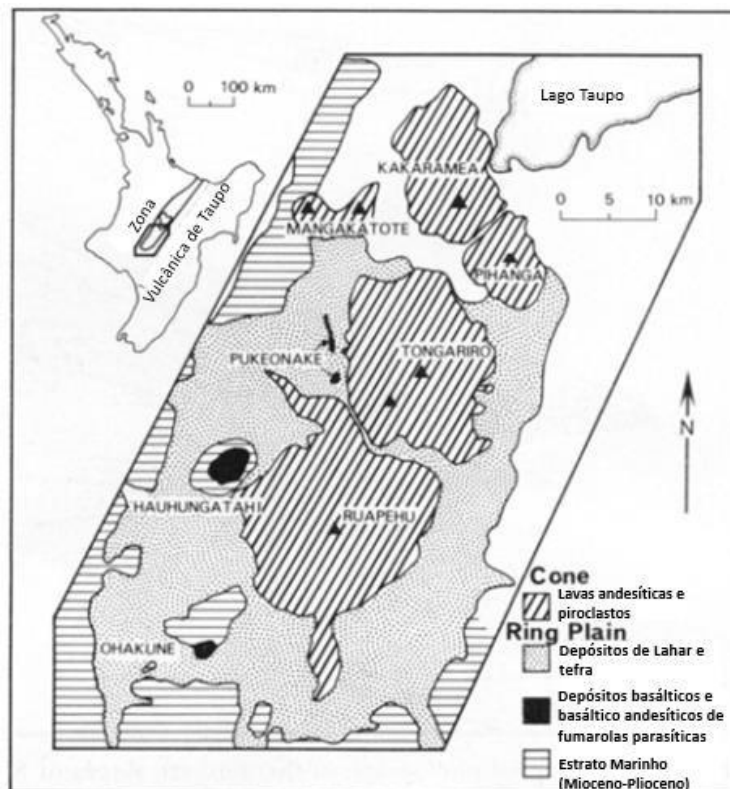 0 100 km
Lago Taupo
KAKARAMEA
0 5 10 km
Zona
Vulcânica de Taupo
MANGAKATOTE
PIHANGA
PUKEONAKE
TONGARIRO
N
HAUHUNGATAHI
RUAPEHU
OHAKUNE
Cone
Lavas andesíticas e
piroclastos
Ring Plain
Depósitos de Lahar e
tefra
Depósitos basálticos e
basáltico andesíticos de
fumarolas parasíticas
Estrato Marinho
(Mioceno-Plioceno)